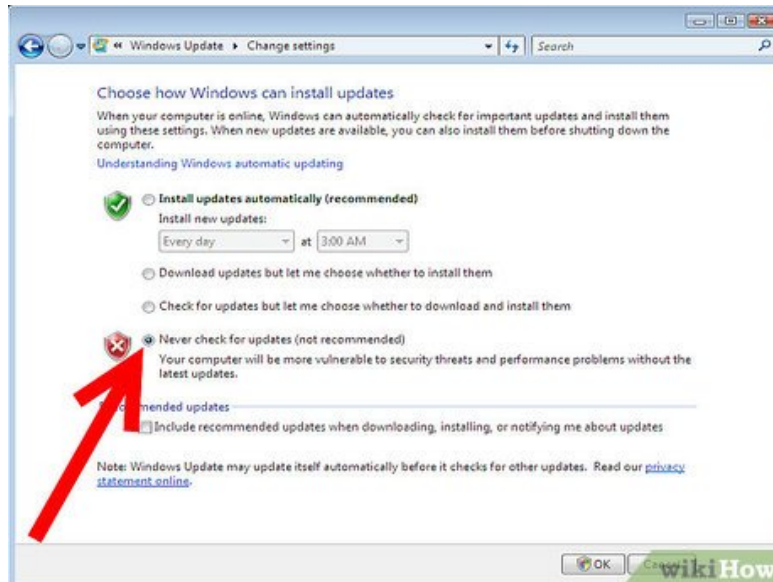 « Windows Update ▸ Change settings
Search
Choose how Windows can install updates
When your computer is online, Windows can automatically check for important updates and install them
using these settings. When new updates are available, you can also install them before shutting down the
computer.
Understanding Windows automatic updating
Install updates automatically (recommended)
Install new updates:
Every day at 3:00 AM
Download updates but let me choose whether to install them
Check for updates but let me choose whether to download and install them
Never check for updates (not recommended)
Your computer will be more vulnerable to security threats and performance problems without the
latest updates.
Recommended updates
Include recommended updates when downloading, installing, or notifying me about updates
Note: Windows Update may update itself automatically before it checks for other updates. Read our privacy
statement online.
OK Cancel
wikiHow